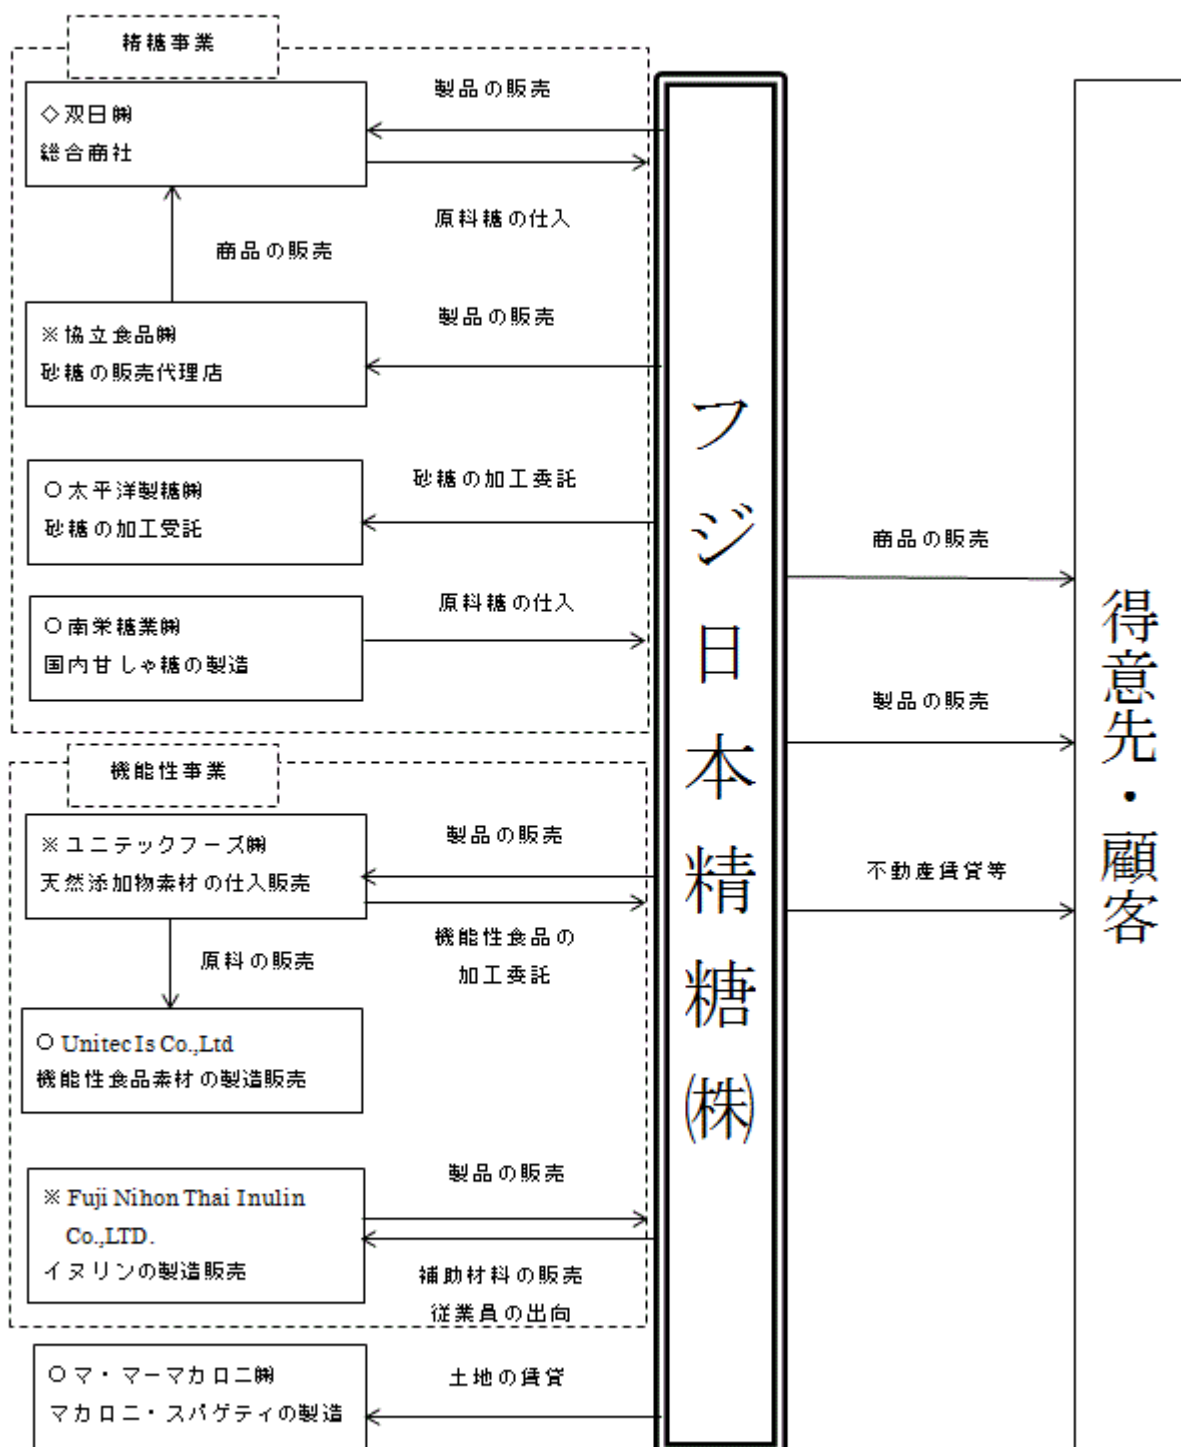 精糖事業
◇双日㈱
総合商社
製品の販売
原料糖の仕入
商品の販売
※協立食品㈱
砂糖の販売代理店
製品の販売
○太平洋製糖㈱
砂糖の加工受託
砂糖の加工委託
○南栄糖業㈱
国内甘しゃ糖の製造
原料糖の仕入
機能性事業
※ユニテックフーズ㈱
天然添加物素材の仕入販売
製品の販売
機能性食品の
加工委託
原料の販売
○ Unitec Is Co.,Ltd
機能性食品素材の製造販売
※ Fuji Nihon Thai Inulin
Co.,LTD.
イヌリンの製造販売
製品の販売
補助材料の販売
従業員の出向
○マ・マーマカロニ㈱
マカロニ・スパゲティの製造
土地の賃貸
フジ日本精糖㈱
商品の販売
製品の販売
不動産賃貸等
得意先・顧客